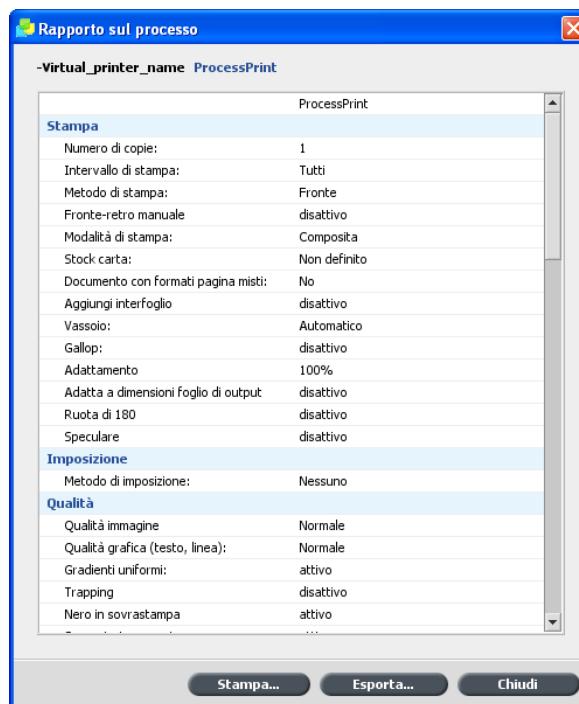 Rapporto sul processo
-Virtual_printer_name ProcessPrint
ProcessPrint
Stampa
Numero di copie: 1
Intervallo di stampa: Tutti
Metodo di stampa: Fronte
Fronte-retro manuale disattivo
Modalità di stampa: Composita
Stock carta: Non definito
Documento con formati pagina misti: No
Aggiungi interfoglio disattivo
Vassoio: Automatico
Gallop: disattivo
Adattamento 100%
Adatta a dimensioni foglio di output disattivo
Ruota di 180 disattivo
Speculare disattivo
Imposizione
Metodo di imposizione: Nessuno
Qualità
Qualità immagine Normale
Qualità grafica (testo, linea): Normale
Gradienti uniformi: attivo
Trapping disattivo
Nero in sovrastampa attivo
Stampa... Esporta... Chiudi